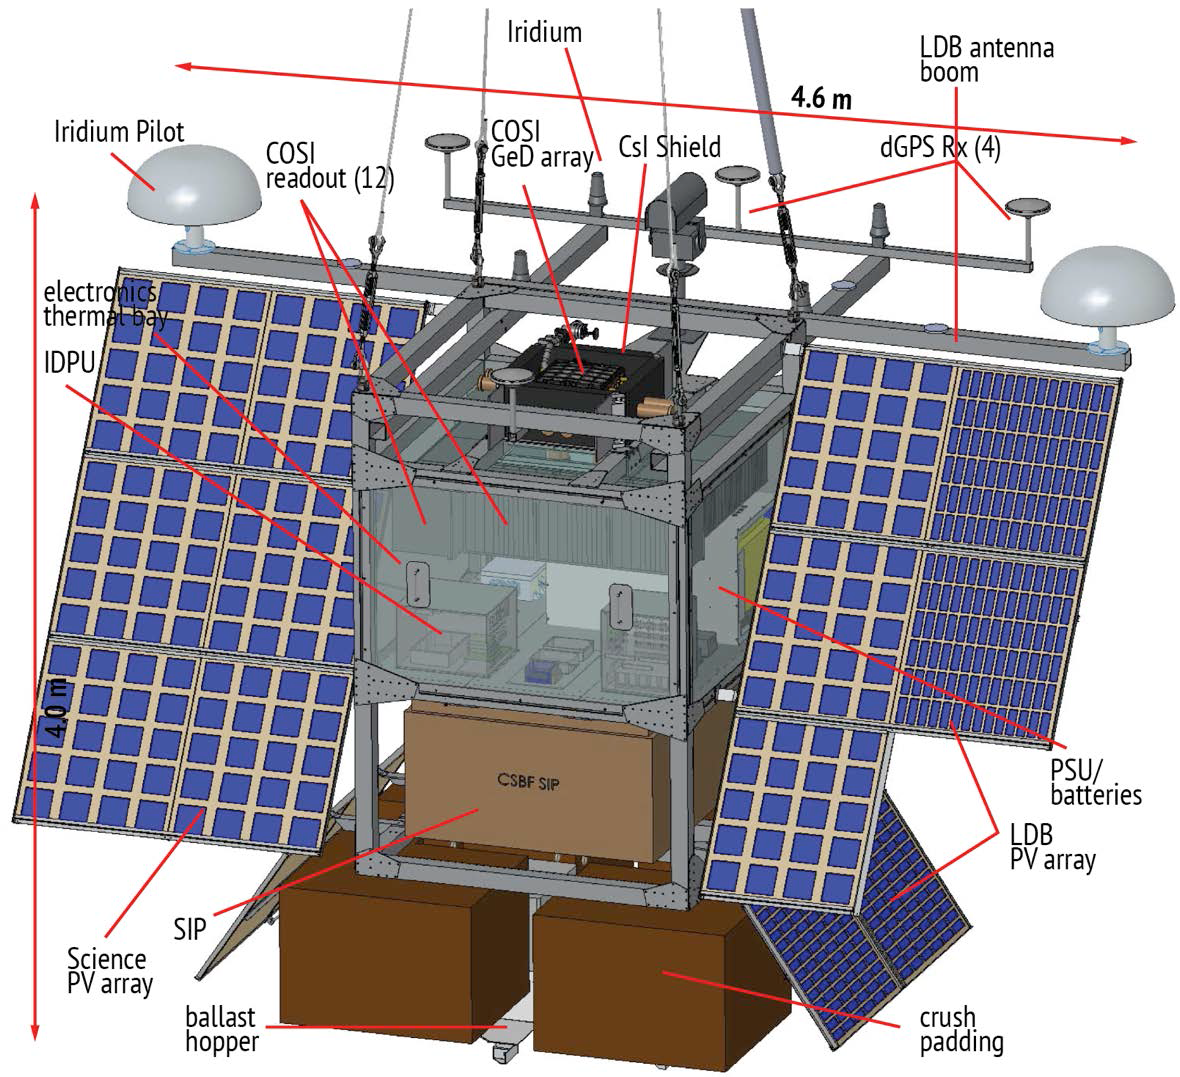 Iridium
LDB antenna
boom
4.6 m
Iridium Pilot
COSI
readout (12)
COSI
GeD array
CsI Shield
dGPS Rx (4)
electronics
thermal bay
IDPU
4.0 m
CSBF SIP
PSU/
batteries
LDB
PV array
SIP
Science
PV array
ballast
hopper
crush
padding